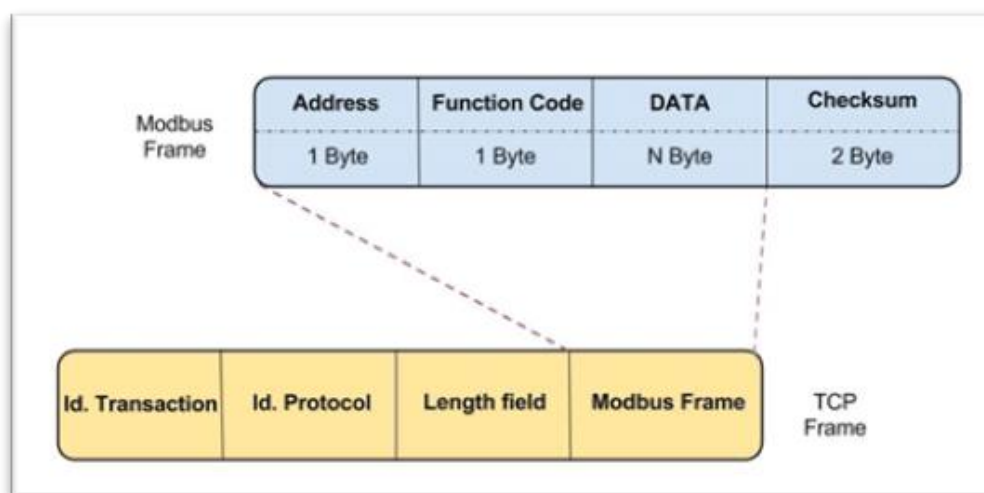 Modbus
Frame
Address
Function Code
DATA
Checksum
1 Byte
1 Byte
N Byte
2 Byte
Id. Transaction
Id. Protocol
Length field
Modbus Frame
TCP
Frame